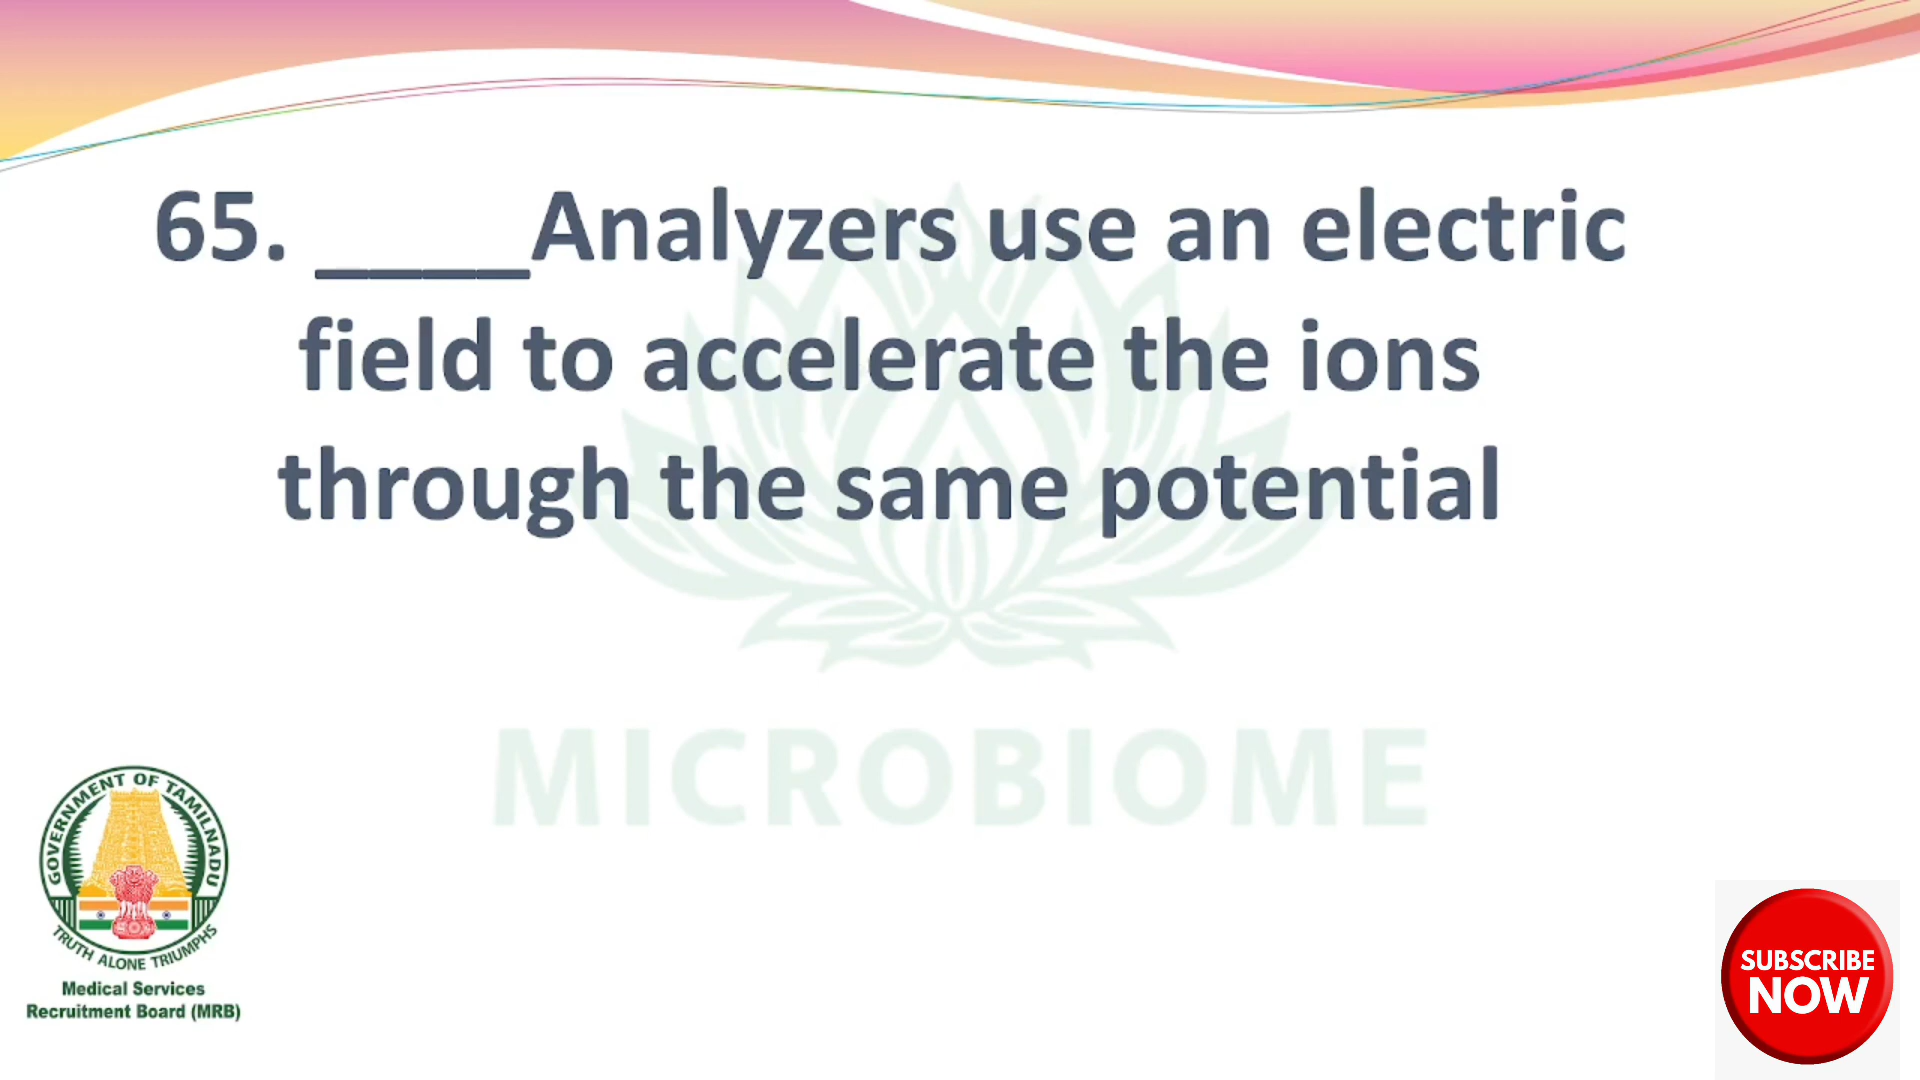 65. ____Analyzers use an electric
field to accelerate the ions
through the same potential
MICROBIOME
GOVERNMENT OF TAMILNADU
TRUTH ALONE TRIUMPHS
Medical Services
Recruitment Board (MRB)
SUBSCRIBE
NOW